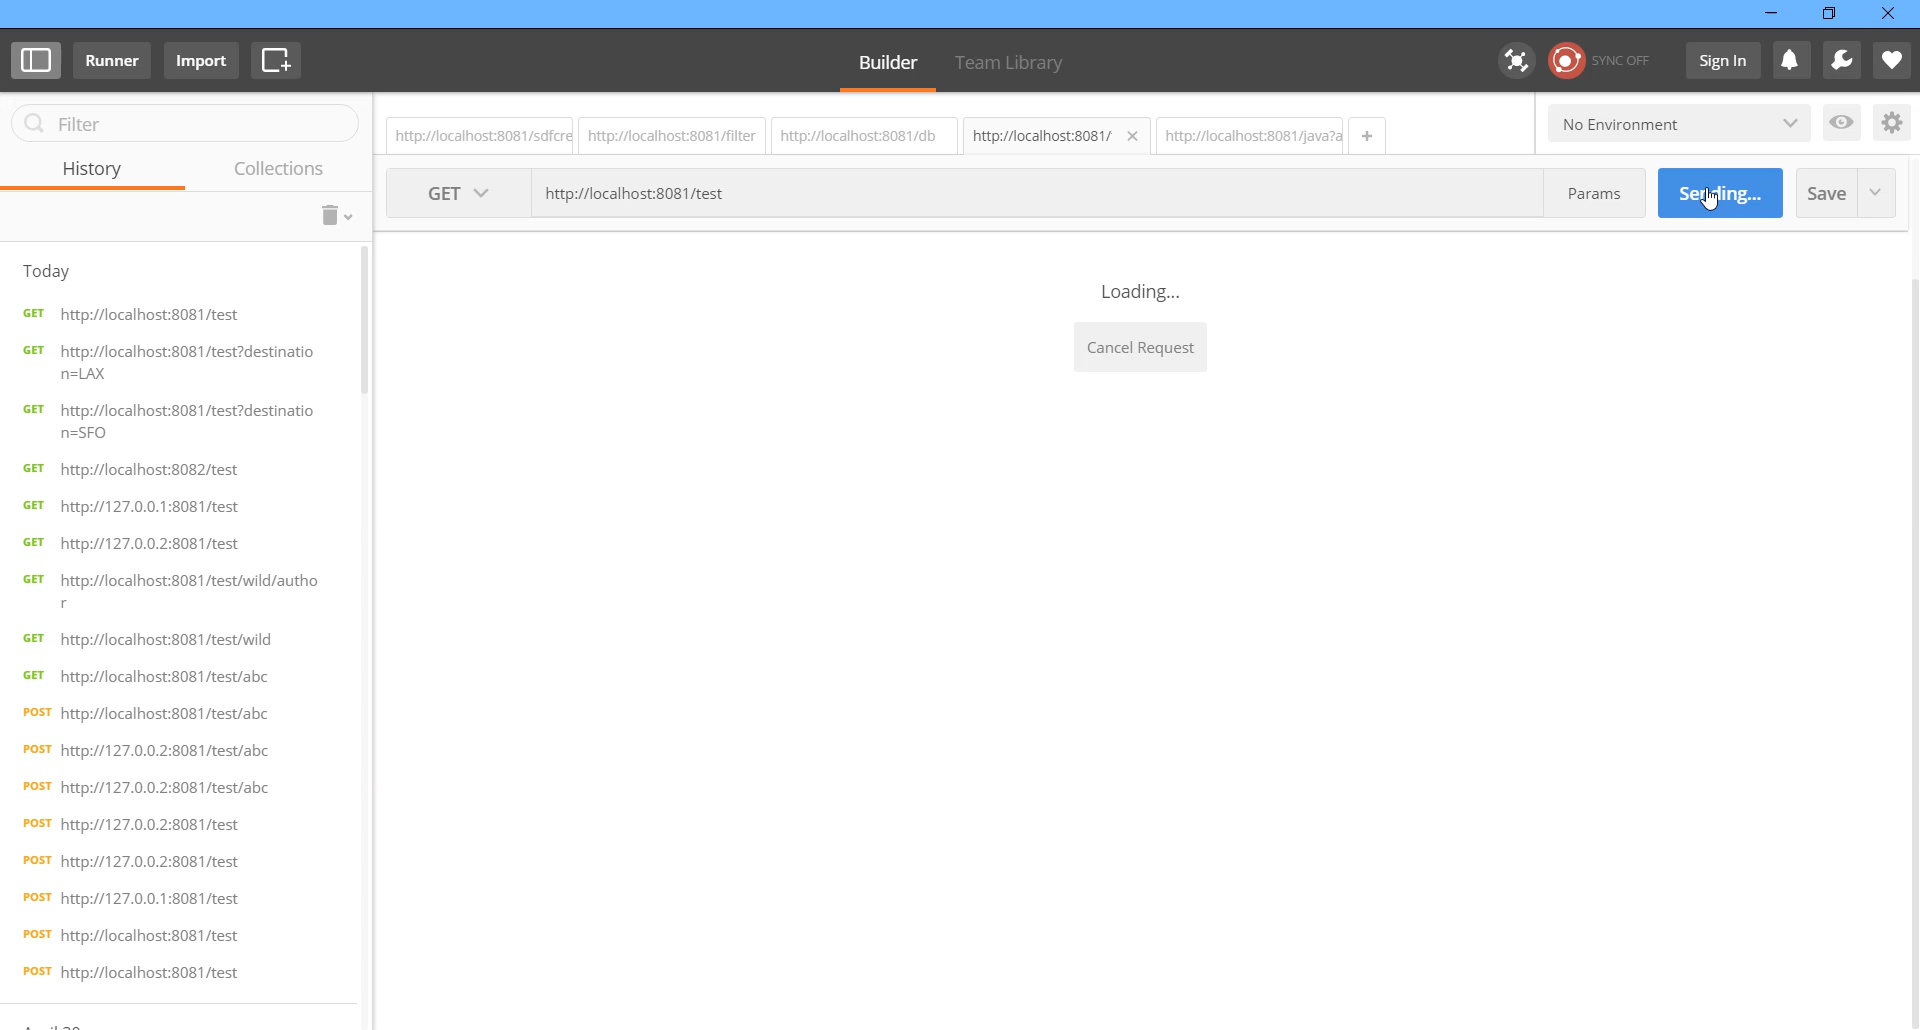 Runner
Import
Builder
Team Library
SYNC OFF
Sign In
Filter
History
Collections
http://localhost:8081/sdfcre
http://localhost:8081/filter
http://localhost:8081/db
http://localhost:8081/
http://localhost:8081/java?a
+
No Environment
GET
http://localhost:8081/test
Params
Save
Today
Loading...
Cancel Request
GET http://localhost:8081/test
GET http://localhost:8081/test?destinatio
n=LAX
GET http://localhost:8081/test?destinatio
n=SFO
GET http://localhost:8082/test
GET http://127.0.0.1:8081/test
GET http://127.0.0.2:8081/test
GET http://localhost:8081/test/wild/autho
r
GET http://localhost:8081/test/wild
GET http://localhost:8081/test/abc
POST http://localhost:8081/test/abc
POST http://127.0.0.2:8081/test/abc
POST http://127.0.0.2:8081/test/abc
POST http://127.0.0.2:8081/test
POST http://127.0.0.2:8081/test
POST http://127.0.0.1:8081/test
POST http://localhost:8081/test
POST http://localhost:8081/test